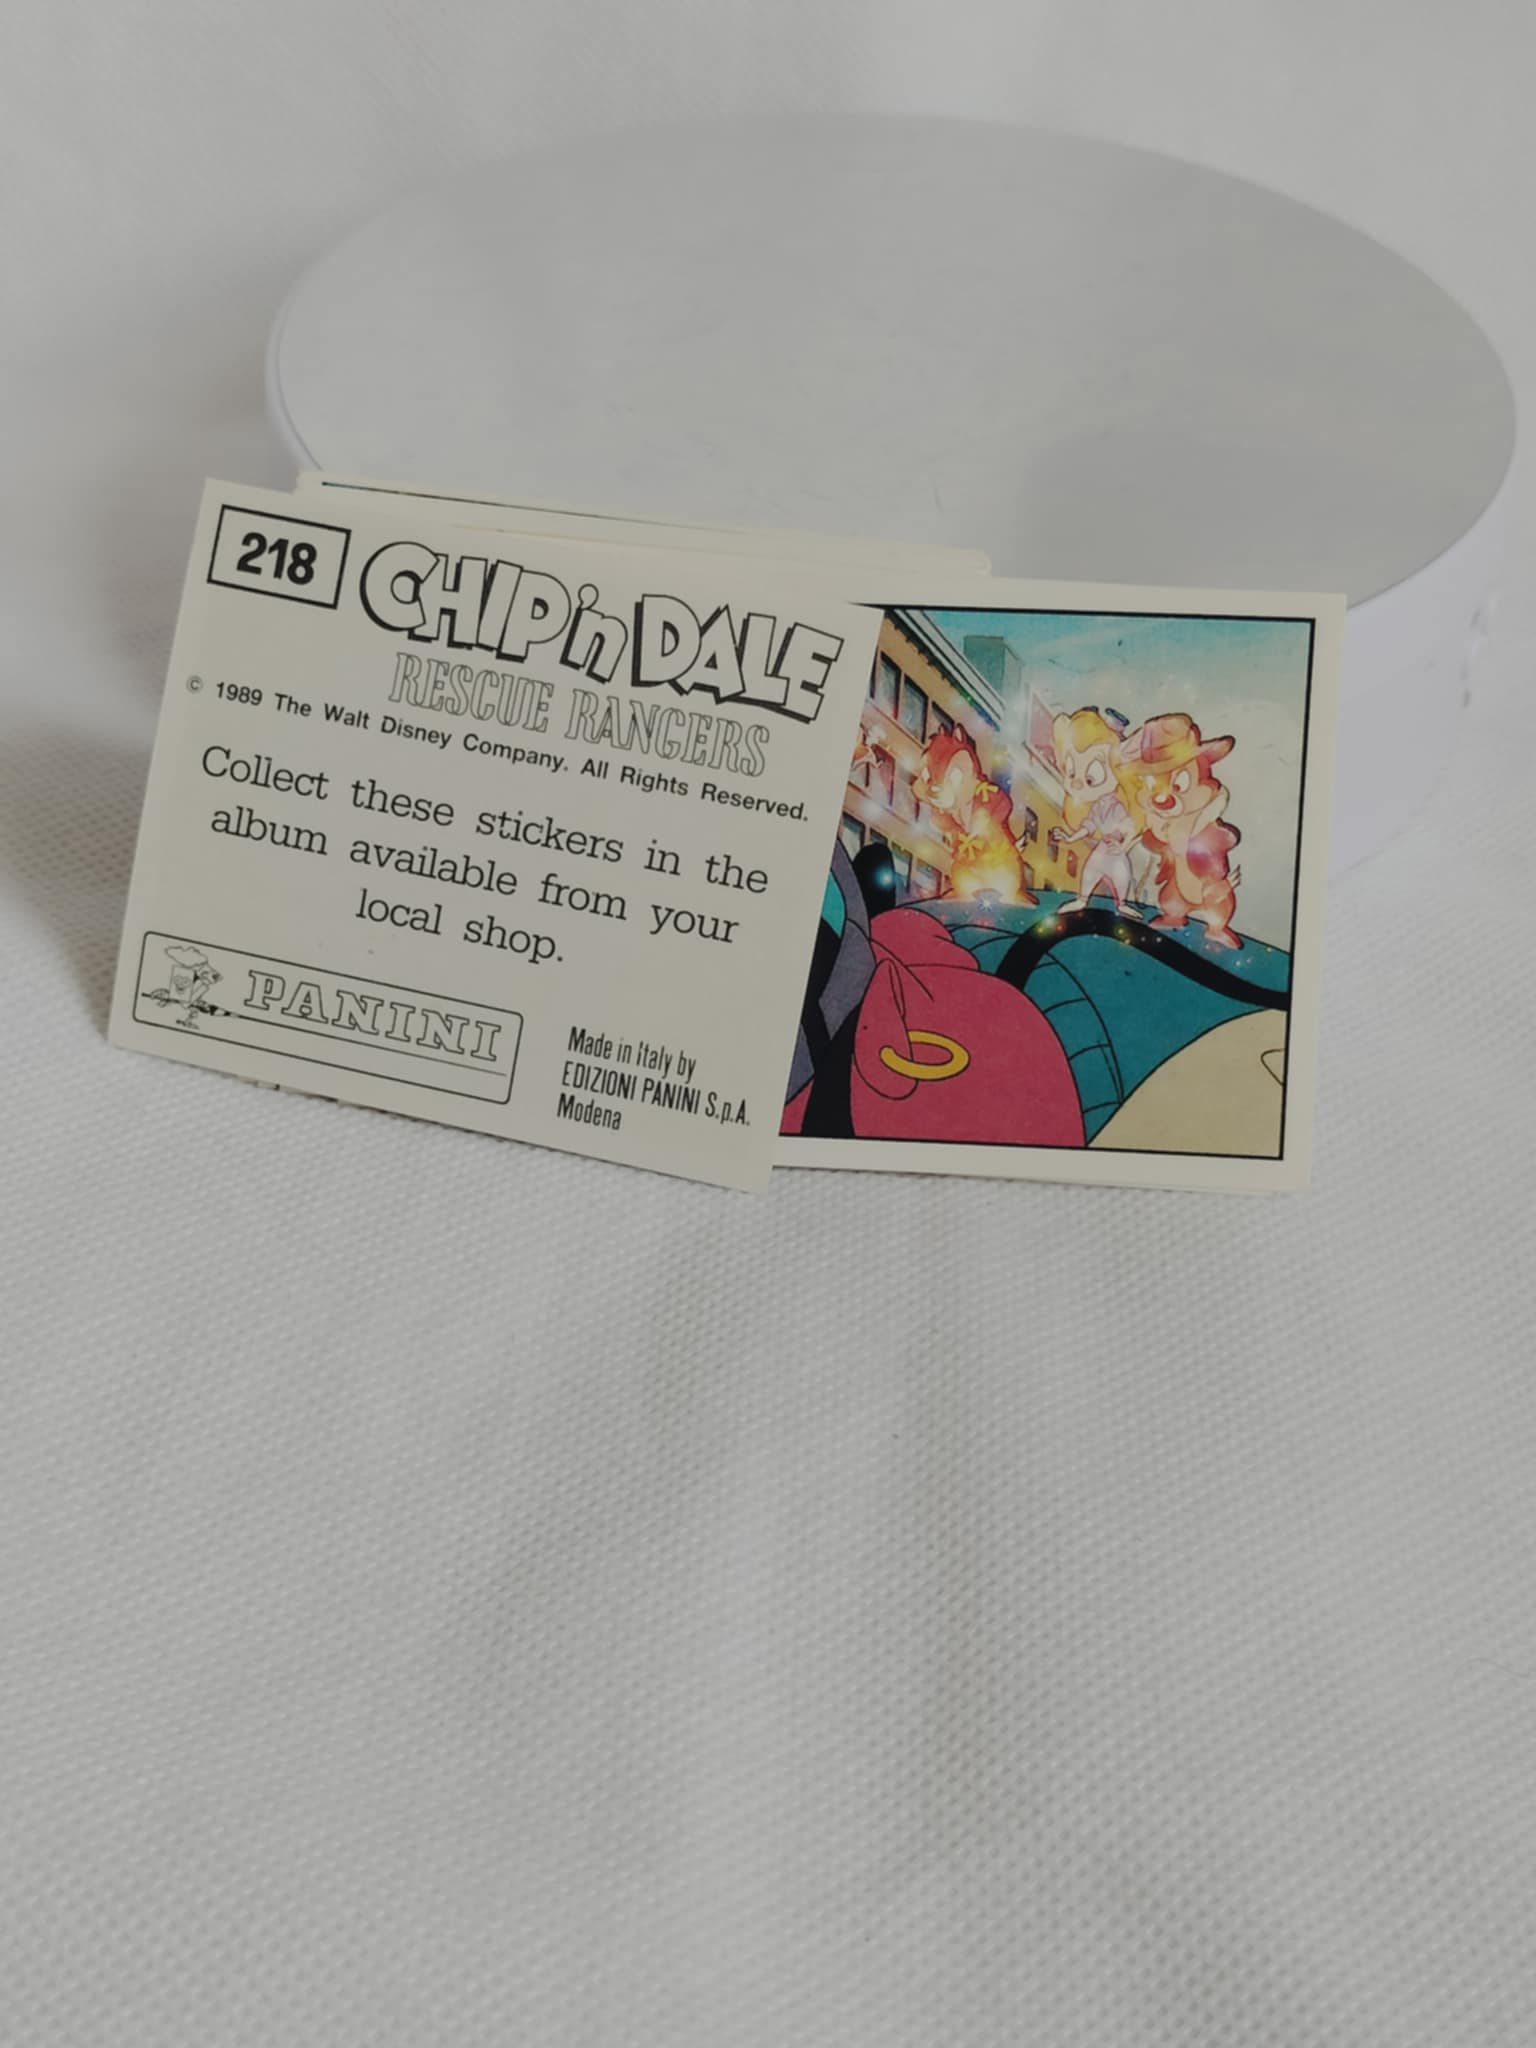 218
CHIP'n DALE
RESCUE RANGERS
© 1989 The Walt Disney Company. All Rights Reserved.
Collect these stickers in the
album available from your
local shop.
PANINI
Made in Italy by
EDIZIONI PANINI S.p.A.
Modena